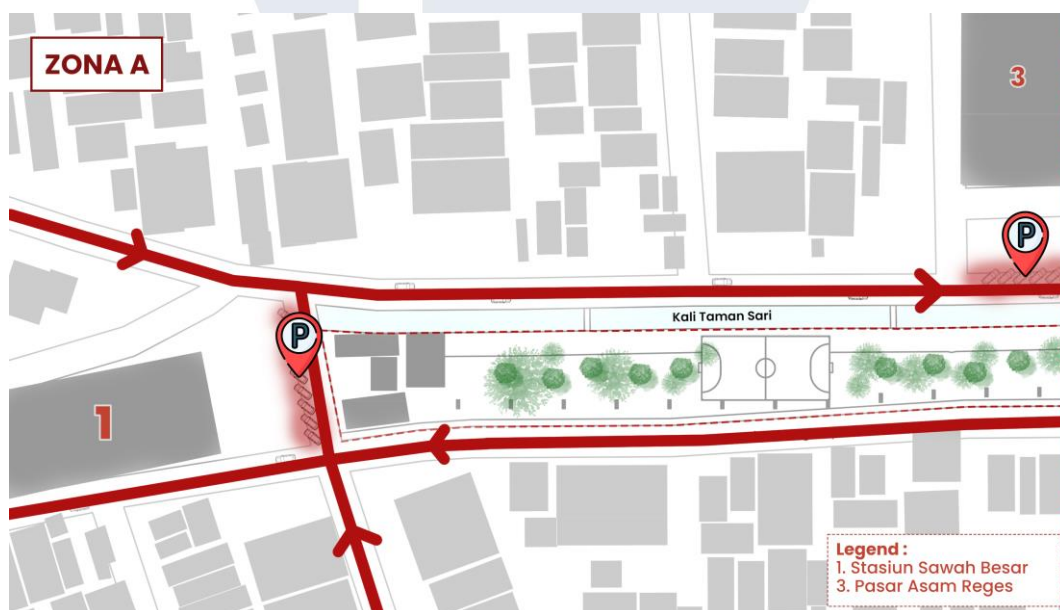 ZONA A
3
P
Kali Taman Sari
P
1
Legend :
1. Stasiun Sawah Besar
3. Pasar Asam Reges